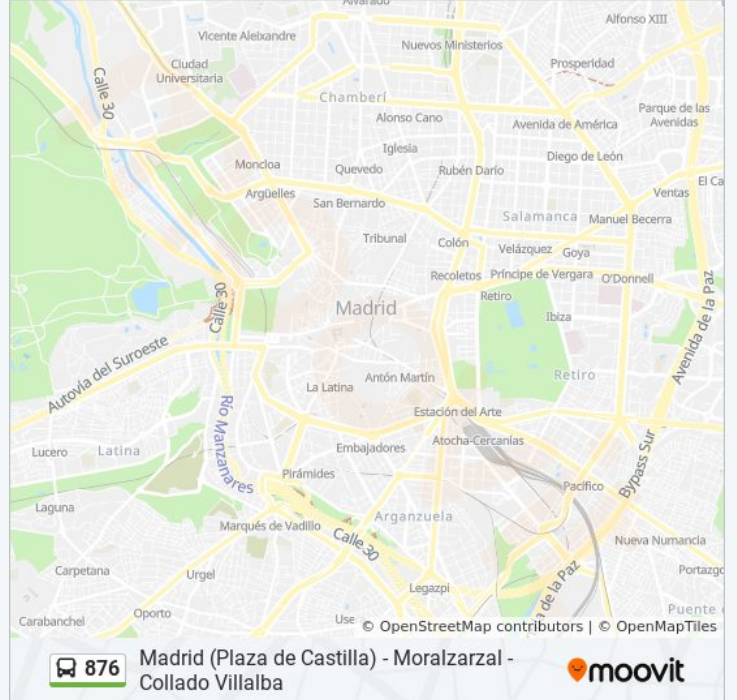 Alvarado
Alfonso XIII
Vicente Aleixandre
Nuevos Ministerios
Ciudad
Universitaria
Prosperidad
Calle 30
Chamberí
Parque de las
Avenidas
Alonso Cano
Avenida de América
Iglesia
Diego de León
Moncloa
Quevedo
Rubén Darío
El Ca
Argüelles
Ventas
San Bernardo
Salamanca
Manuel Becerra
Tribunal
Colón
Velázquez
Goya
Recoletos
Príncipe de Vergara
O'Donnell
Calle 30
Retiro
Madrid
Ibiza
Avenida de la Paz
Autovía del Suroeste
Retiro
Antón Martín
La Latina
Río Manzanares
Estación del Arte
Atocha-Cercanías
Lucero
Latina
Embajadores
Bypass Sur
Pirámides
Pacífico
Laguna
Arganzuela
Marqués de Vadillo
Calle 30
Nueva Numancia
Carpetana
Urgel
Portazgo
Legazpi
a de la Paz
Oporto
Puente
Carabanchel
Use
© OpenStreetMap contributors | © OpenMapTiles
876
Madrid (Plaza de Castilla) - Moralzarzal -
Collado Villalba
moovit